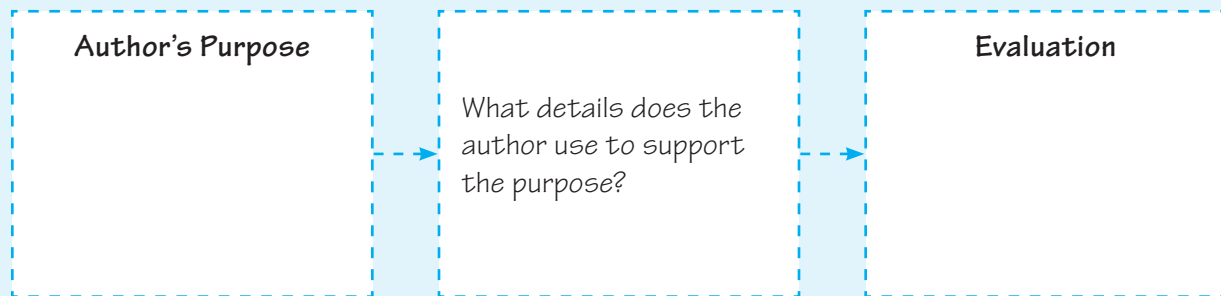 Author's Purpose
What details does the
author use to support
the purpose?
Evaluation